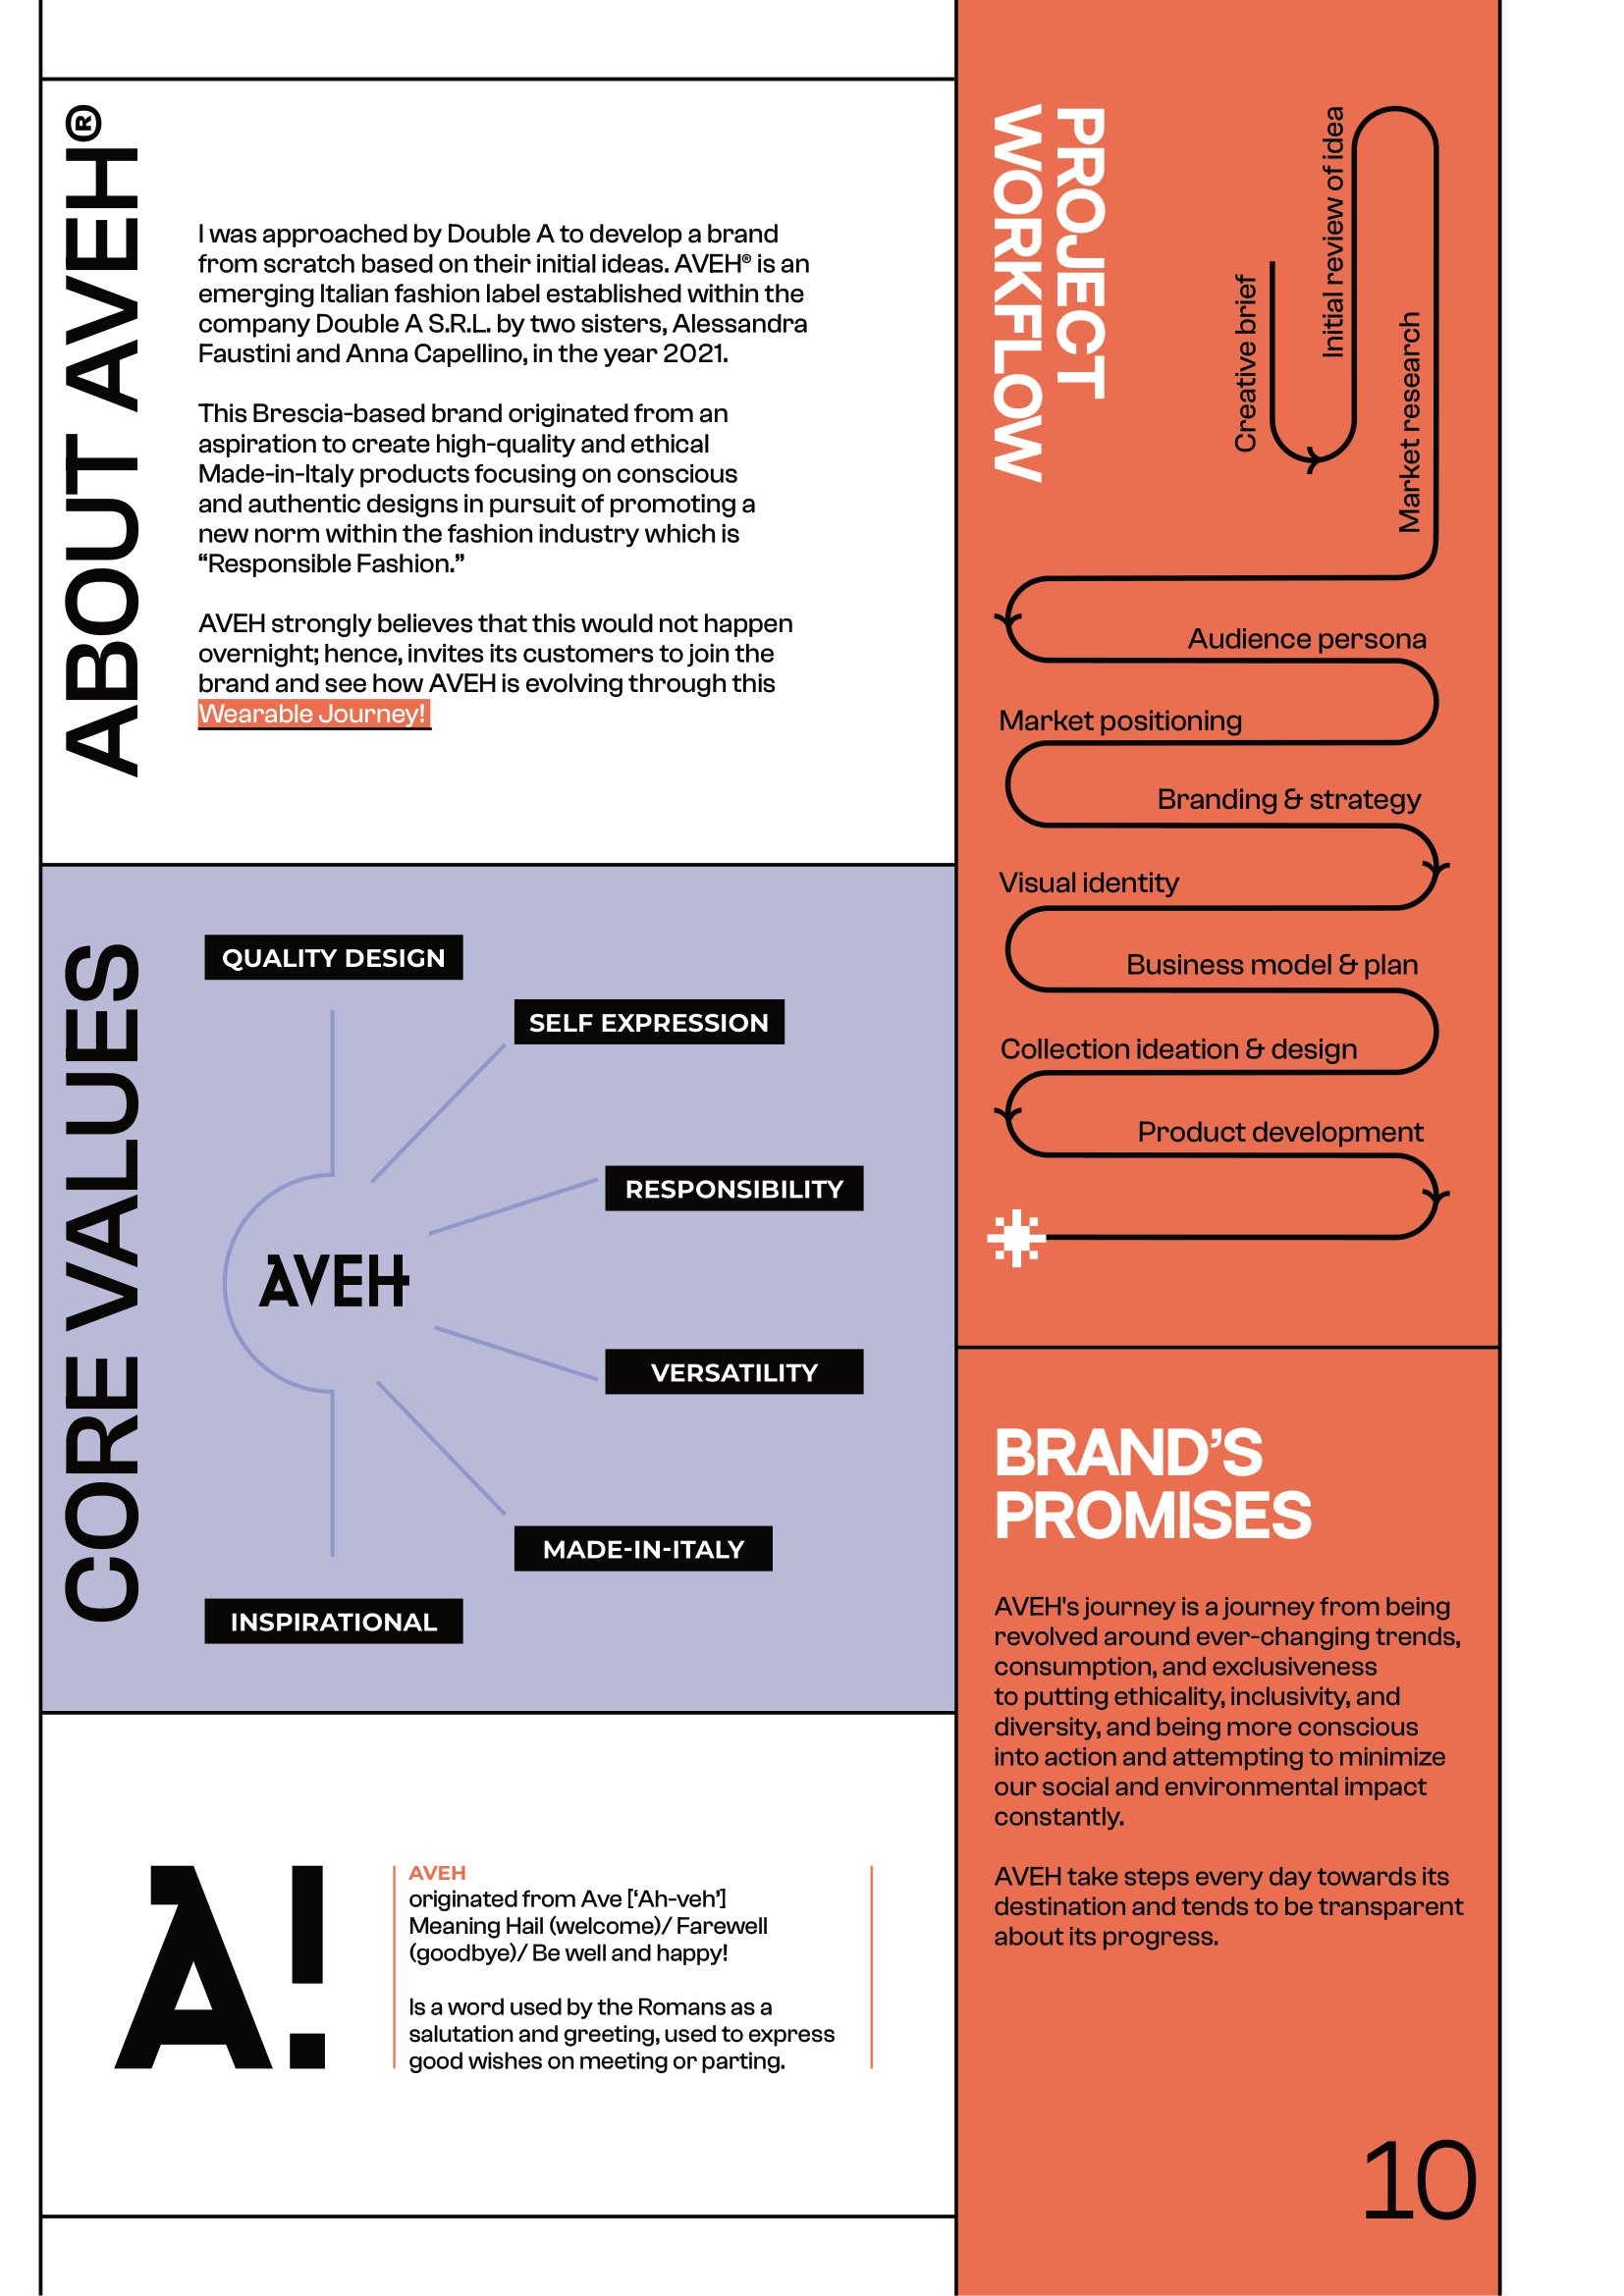 ABOUT AVEH®
I was approached by Double A to develop a brand
from scratch based on their initial ideas. AVEH® is an
emerging Italian fashion label established within the
company Double A S.R.L. by two sisters, Alessandra
Faustini and Anna Capellino, in the year 2021.
This Brescia-based brand originated from an
aspiration to create high-quality and ethical
Made-in-Italy products focusing on conscious
and authentic designs in pursuit of promoting a
new norm within the fashion industry which is
“Responsible Fashion.”
AVEH strongly believes that this would not happen
overnight; hence, invites its customers to join the
brand and see how AVEH is evolving through this
Wearable Journey!
CORE VALUES
QUALITY DESIGN
SELF EXPRESSION
RESPONSIBILITY
AVEH
VERSATILITY
MADE-IN-ITALY
INSPIRATIONAL
A!
AVEH
originated from Ave [‘Ah-veh’]
Meaning Hail (welcome)/ Farewell
(goodbye)/ Be well and happy!
Is a word used by the Romans as a
salutation and greeting, used to express
good wishes on meeting or parting.
PROJECT
WORKFLOW
Creative brief
Initial review of idea
Market research
Audience persona
Market positioning
Branding & strategy
Visual identity
Business model & plan
Collection ideation & design
Product development
BRAND’S
PROMISES
AVEH's journey is a journey from being
revolved around ever-changing trends,
consumption, and exclusiveness
to putting ethicality, inclusivity, and
diversity, and being more conscious
into action and attempting to minimize
our social and environmental impact
constantly.
AVEH take steps every day towards its
destination and tends to be transparent
about its progress.
10